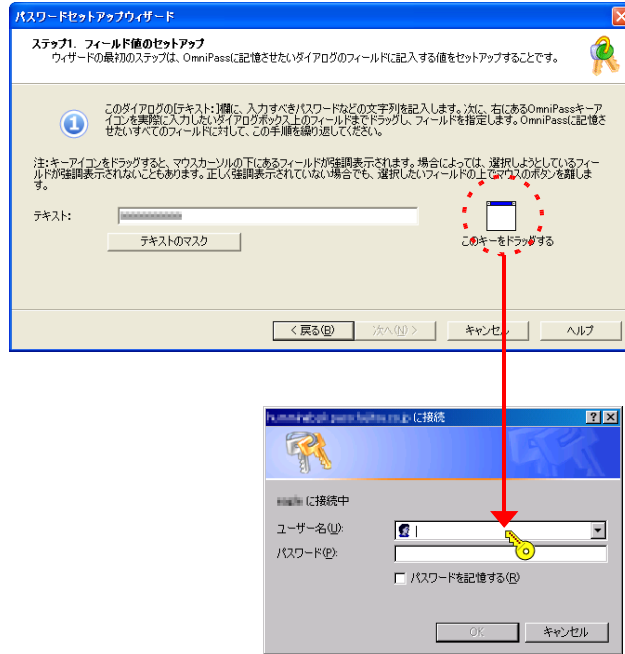 パスワードセットアップウィザード
ステップ1. フィールド値のセットアップ
ウィザードの最初のステップは、OmniPassに記憶させたいダイアログのフィールドに記入する値をセットアップすることです。
このダイアログの[テキスト:]欄に、入力すべきパスワードなどの文字列を記入します。次に、右にあるOmniPassキーア
イコンを実際に入力したいダイアログボックス上のフィールドまでドラッグし、フィールドを指定します。OmniPassに記憶さ
せたいすべてのフィールドに対して、この手順を繰り返してください。
注:キーアイコンをドラッグすると、マウスカーソルの下にあるフィールドが強調表示されます。場合によっては、選択しようとしているフィー
ルドが強調表示されないこともあります。正しく強調表示されていない場合でも、選択したいフィールドの上でマウスのボタンを離しま
す。
テキスト:
テキストのマスク
このキーをドラッグする
< 戻る(B) 次へ(N) > キャンセル ヘルプ
に接続
に接続中
ユーザー名(U):
パスワード(P):
パスワードを記憶する(R)
OK キャンセル